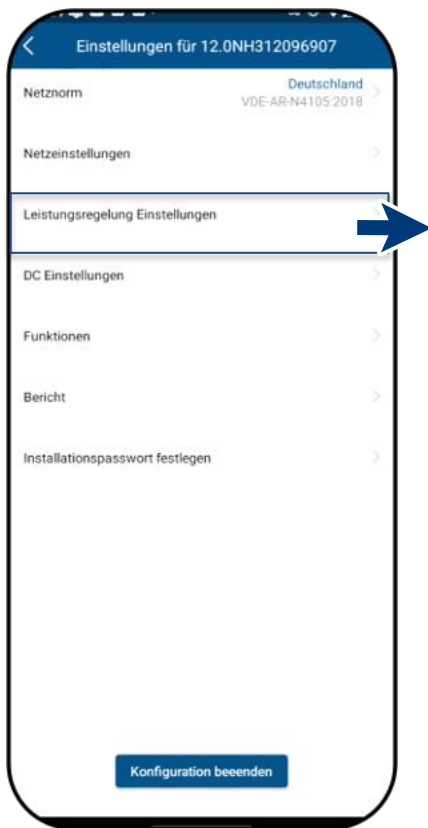 Einstellungen für 12.0NH312096907
Netznorm
Deutschland
VDE-AR-N4105:2018
Netzeinstellungen
Leistungsregelung Einstellungen
DC Einstellungen
Funktionen
Bericht
Installationspasswort festlegen
Konfiguration beeenden